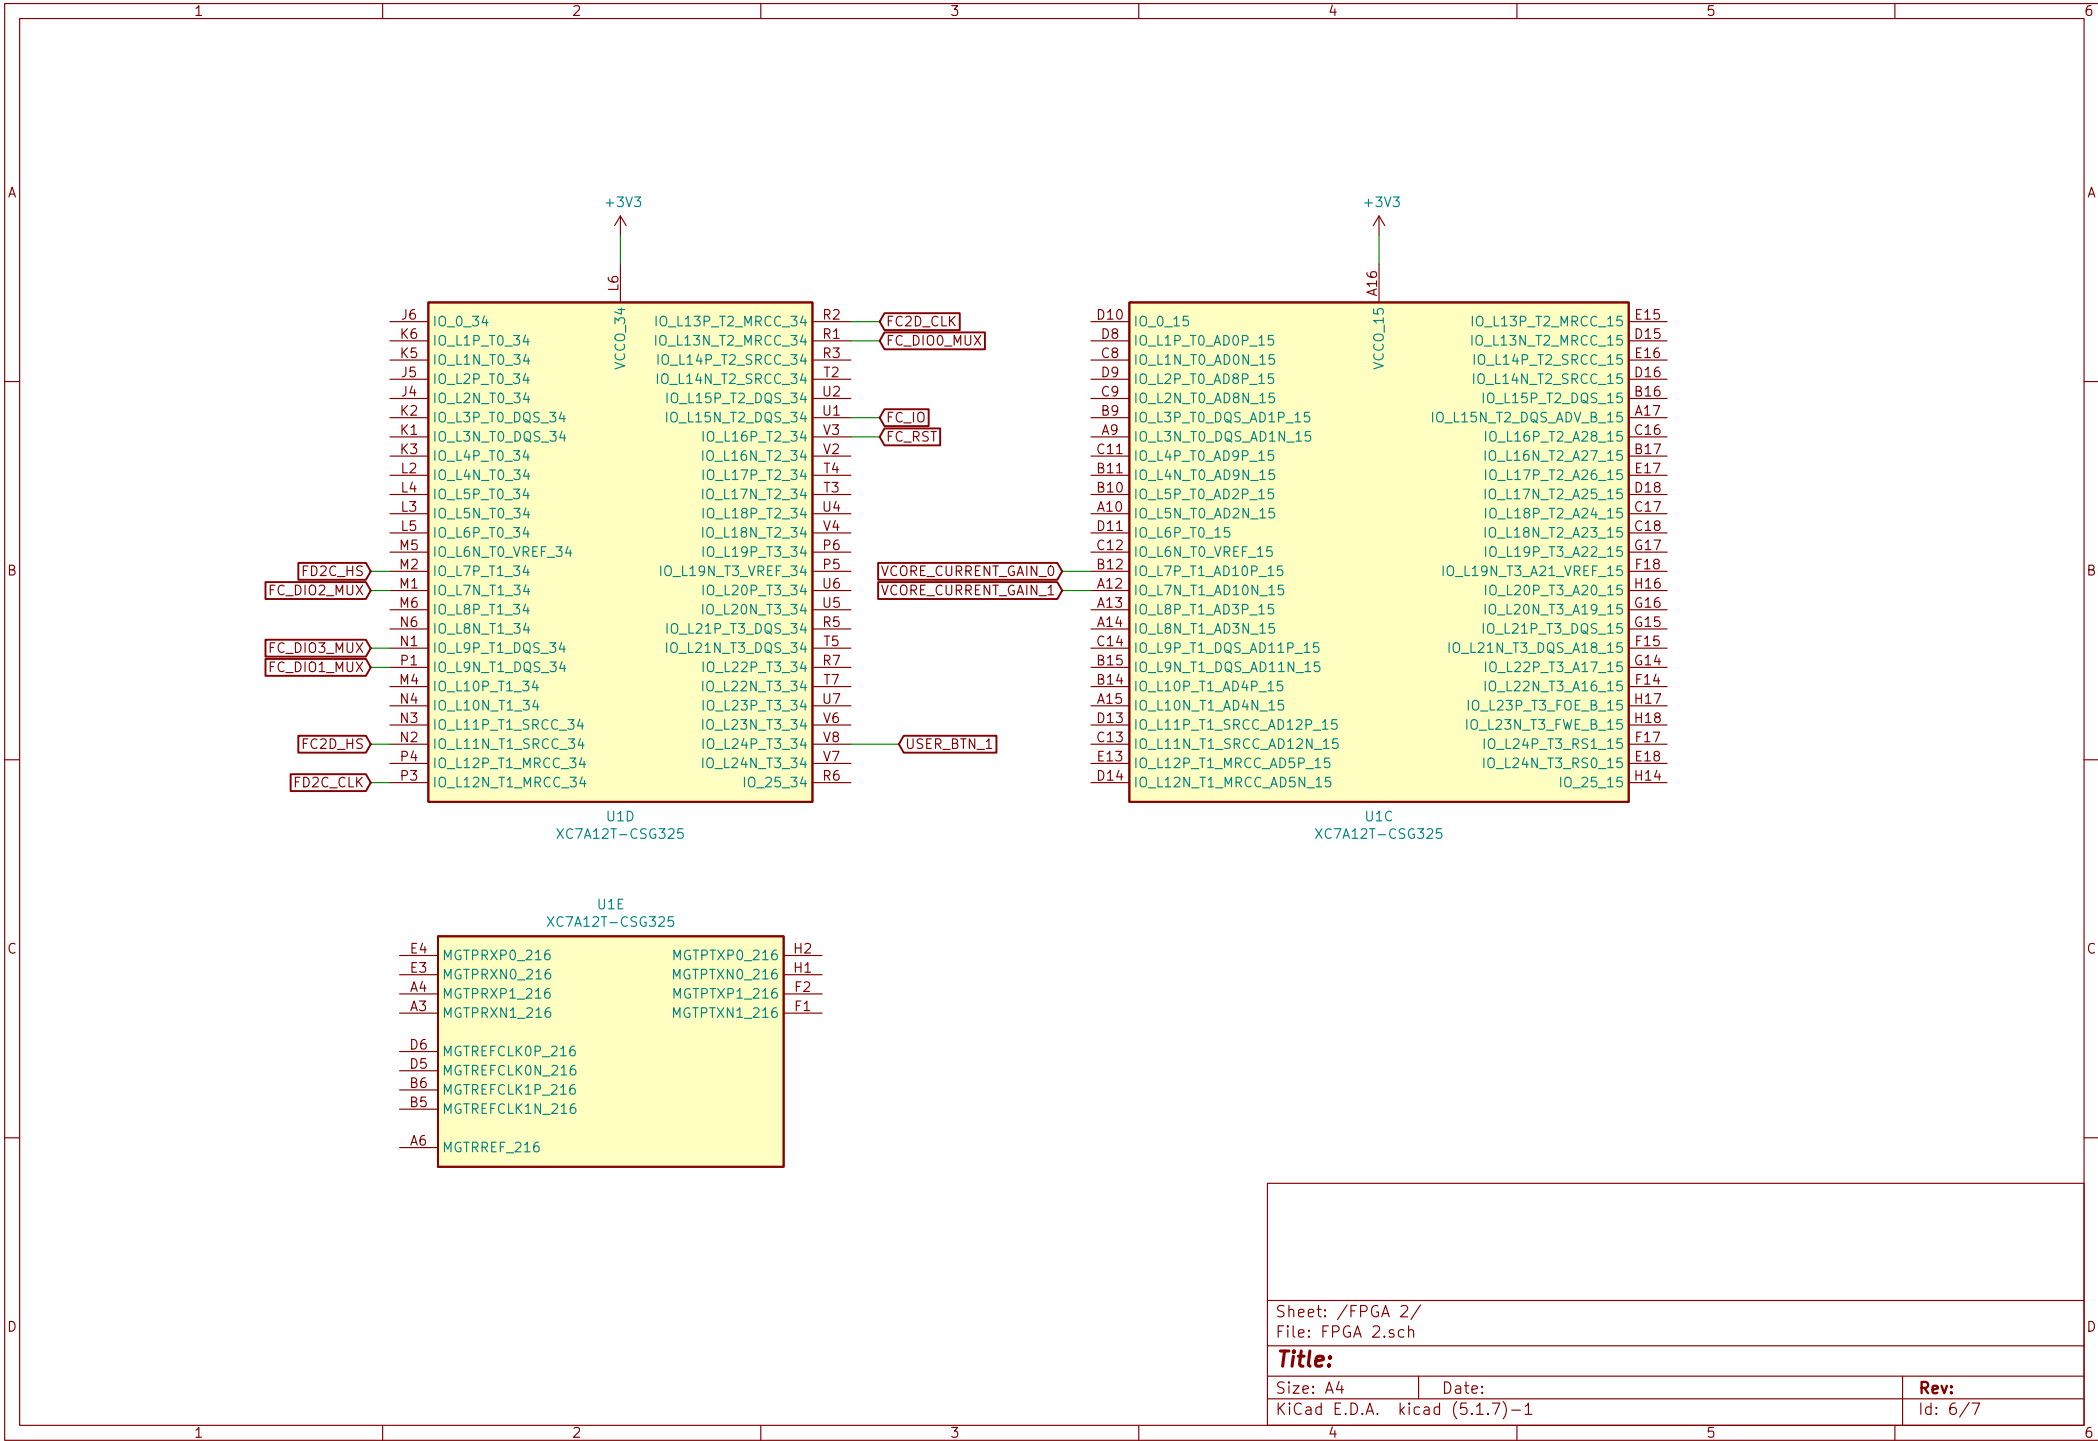 1 2 3 4 5 6
A A
B B
C C
D D
1 2 3 4 5 6
+3V3
L6
VCCO_34
J6 IO_0_34
K6 IO_L1P_T0_34
K5 IO_L1N_T0_34
J5 IO_L2P_T0_34
J4 IO_L2N_T0_34
K2 IO_L3P_T0_DQS_34
K1 IO_L3N_T0_DQS_34
K3 IO_L4P_T0_34
L2 IO_L4N_T0_34
L4 IO_L5P_T0_34
L3 IO_L5N_T0_34
L5 IO_L6P_T0_34
M5 IO_L6N_T0_VREF_34
FD2C_HS M2 IO_L7P_T1_34
FC_DIO2_MUX M1 IO_L7N_T1_34
M6 IO_L8P_T1_34
N6 IO_L8N_T1_34
FC_DIO3_MUX N1 IO_L9P_T1_DQS_34
FC_DIO1_MUX P1 IO_L9N_T1_DQS_34
M4 IO_L10P_T1_34
N4 IO_L10N_T1_34
N3 IO_L11P_T1_SRCC_34
FC2D_HS N2 IO_L11N_T1_SRCC_34
P4 IO_L12P_T1_MRCC_34
FD2C_CLK P3 IO_L12N_T1_MRCC_34
IO_L13P_T2_MRCC_34 R2 FC2D_CLK
IO_L13N_T2_MRCC_34 R1 FC_DIO0_MUX
IO_L14P_T2_SRCC_34 R3
IO_L14N_T2_SRCC_34 T2
IO_L15P_T2_DQS_34 U2
IO_L15N_T2_DQS_34 U1 FC_IO
IO_L16P_T2_34 V3 FC_RST
IO_L16N_T2_34 V2
IO_L17P_T2_34 T4
IO_L17N_T2_34 T3
IO_L18P_T2_34 U4
IO_L18N_T2_34 V4
IO_L19P_T3_34 P6
IO_L19N_T3_VREF_34 P5
IO_L20P_T3_34 U6
IO_L20N_T3_34 U5
IO_L21P_T3_DQS_34 R5
IO_L21N_T3_DQS_34 T5
IO_L22P_T3_34 R7
IO_L22N_T3_34 T7
IO_L23P_T3_34 U7
IO_L23N_T3_34 V6
IO_L24P_T3_34 V8 USER_BTN_1
IO_L24N_T3_34 V7
IO_25_34 R6
U1D
XC7A12T-CSG325
+3V3
A16
VCCO_15
D10 IO_0_15
D8 IO_L1P_T0_AD0P_15
C8 IO_L1N_T0_AD0N_15
D9 IO_L2P_T0_AD8P_15
C9 IO_L2N_T0_AD8N_15
B9 IO_L3P_T0_DQS_AD1P_15
A9 IO_L3N_T0_DQS_AD1N_15
C11 IO_L4P_T0_AD9P_15
B11 IO_L4N_T0_AD9N_15
B10 IO_L5P_T0_AD2P_15
A10 IO_L5N_T0_AD2N_15
D11 IO_L6P_T0_15
C12 IO_L6N_T0_VREF_15
VCORE_CURRENT_GAIN_0 B12 IO_L7P_T1_AD10P_15
VCORE_CURRENT_GAIN_1 A12 IO_L7N_T1_AD10N_15
A13 IO_L8P_T1_AD3P_15
A14 IO_L8N_T1_AD3N_15
C14 IO_L9P_T1_DQS_AD11P_15
B15 IO_L9N_T1_DQS_AD11N_15
B14 IO_L10P_T1_AD4P_15
A15 IO_L10N_T1_AD4N_15
D13 IO_L11P_T1_SRCC_AD12P_15
C13 IO_L11N_T1_SRCC_AD12N_15
E13 IO_L12P_T1_MRCC_AD5P_15
D14 IO_L12N_T1_MRCC_AD5N_15
IO_L13P_T2_MRCC_15 E15
IO_L13N_T2_MRCC_15 D15
IO_L14P_T2_SRCC_15 E16
IO_L14N_T2_SRCC_15 D16
IO_L15P_T2_DQS_15 B16
IO_L15N_T2_DQS_ADV_B_15 A17
IO_L16P_T2_A28_15 C16
IO_L16N_T2_A27_15 B17
IO_L17P_T2_A26_15 E17
IO_L17N_T2_A25_15 D18
IO_L18P_T2_A24_15 C17
IO_L18N_T2_A23_15 C18
IO_L19P_T3_A22_15 G17
IO_L19N_T3_A21_VREF_15 F18
IO_L20P_T3_A20_15 H16
IO_L20N_T3_A19_15 G16
IO_L21P_T3_DQS_15 G15
IO_L21N_T3_DQS_A18_15 F15
IO_L22P_T3_A17_15 G14
IO_L22N_T3_A16_15 F14
IO_L23P_T3_FOE_B_15 H17
IO_L23N_T3_FWE_B_15 H18
IO_L24P_T3_RS1_15 F17
IO_L24N_T3_RS0_15 E18
IO_25_15 H14
U1C
XC7A12T-CSG325
U1E
XC7A12T-CSG325
E4 MGTPRXP0_216
E3 MGTPRXN0_216
A4 MGTPRXP1_216
A3 MGTPRXN1_216
D6 MGTREFCLK0P_216
D5 MGTREFCLK0N_216
B6 MGTREFCLK1P_216
B5 MGTREFCLK1N_216
A6 MGTRREF_216
MGTPTXP0_216 H2
MGTPTXN0_216 H1
MGTPTXP1_216 F2
MGTPTXN1_216 F1
Sheet: /FPGA 2/
File: FPGA 2.sch
Title:
Size: A4 Date: Rev:
KiCad E.D.A. kicad (5.1.7)-1 Id: 6/7